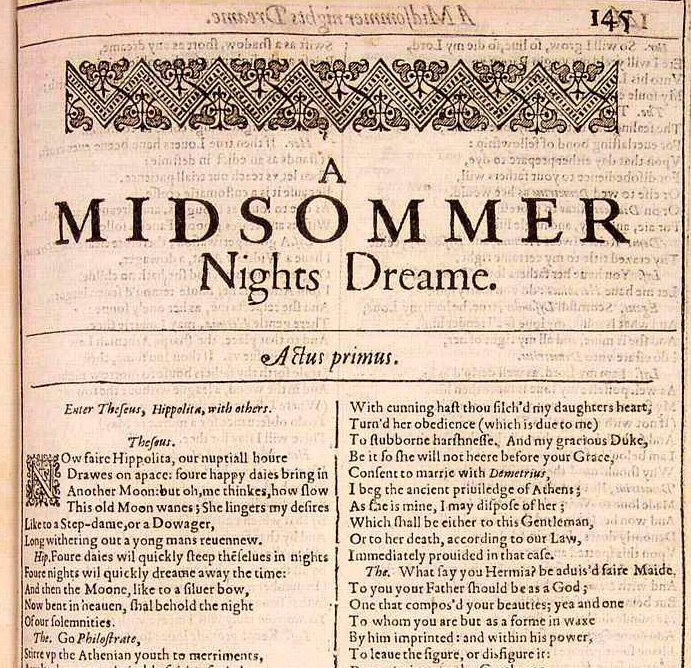 145
A
MIDSOMMER
Nights Dreame.
Actus primus.
Enter Theseus, Hippolita, with others.
Theseus.
NOw faire Hippolita, our nuptiall houre
Drawes on apace: foure happy daies bring in
Another Moon: but oh, me thinkes, how slow
This old Moon wanes; She lingers my desires
Like to a Step-dame, or a Dowager,
Long withering out a yong mans reuennew.
Hip. Foure daies wil quickly steep thẽselues in nights
Foure nights wil quickly dreame away the time:
And then the Moone, like to a siluer bow,
Now bent in heauen, shal behold the night
Of our solemnities.
The. Go Philostrate,
Stirre vp the Athenian youth to merriments,
With cunning hast thou filch'd my daughters heart,
Turn'd her obedience (which is due to me)
To stubborne harshnesse. And my gracious Duke,
Be it so she will not heere before your Grace,
Consent to marrie with Demetrius,
I beg the ancient priuiledge of Athens;
As she is mine, I may dispose of her;
Which shall be either to this Gentleman,
Or to her death, according to our Law,
Immediately prouided in that case.
The. What say you Hermia? be aduis'd faire Maide,
To you your Father should be as a God;
One that compos'd your beauties; yea and one
To whom you are but as a forme in waxe
By him imprinted: and within his power,
To leaue the figure, or disfigure it: